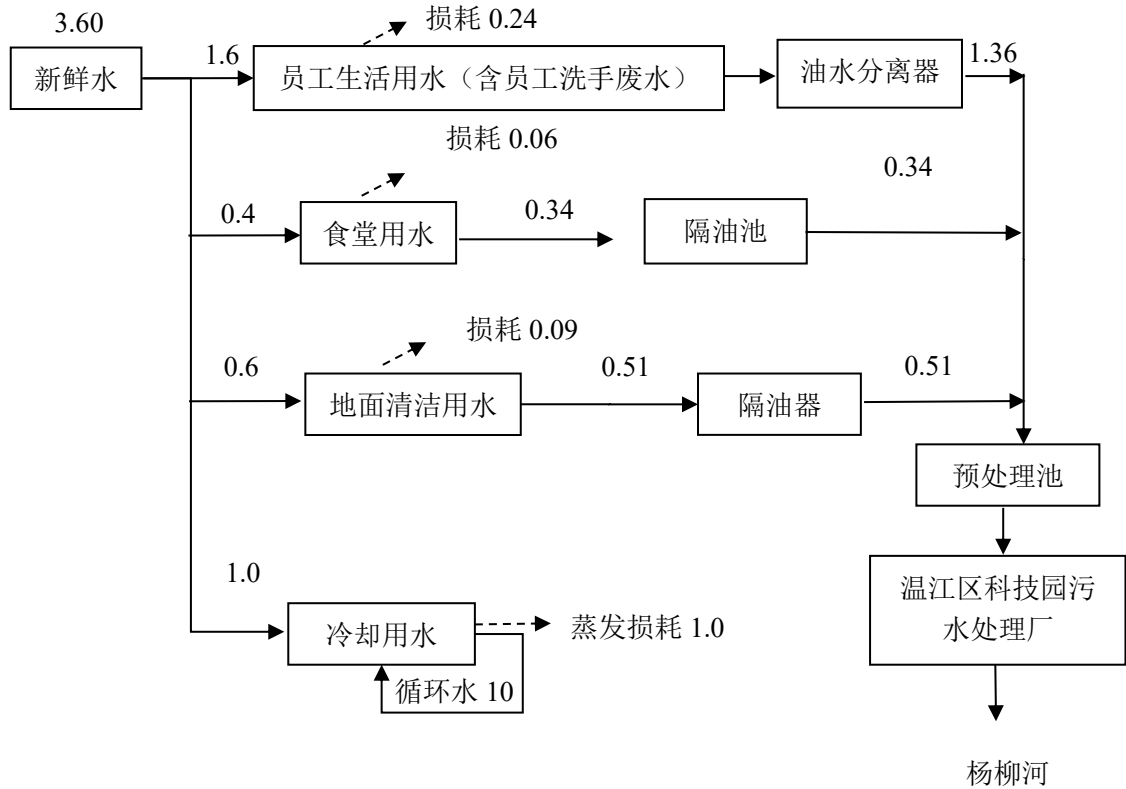 3.60
损耗 0.24
新鲜水
1.6
员工生活用水（含员工洗手废水）
油水分离器
1.36
损耗 0.06
0.4
食堂用水
0.34
隔油池
0.34
损耗 0.09
0.6
地面清洁用水
0.51
隔油器
0.51
预处理池
1.0
冷却用水
蒸发损耗 1.0
循环水 10
温江区科技园污
水处理厂
杨柳河